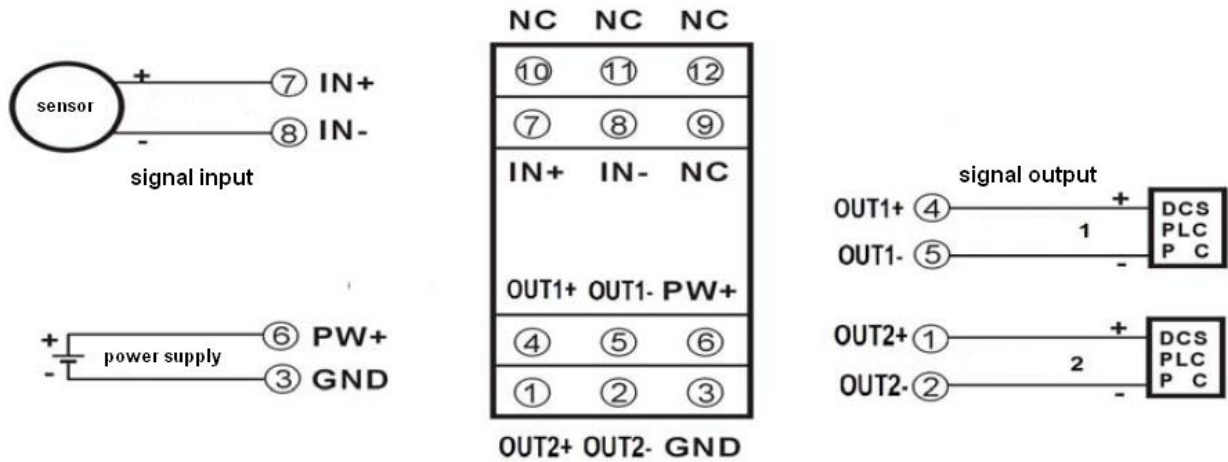 sensor
+
7 IN+
-
8 IN-
signal input
+
6 PW+
power supply
-
3 GND
NC NC NC
10 11 12
7 8 9
IN+ IN- NC
OUT1+ OUT1- PW+
4 5 6
1 2 3
OUT2+ OUT2- GND
signal output
OUT1+ 4
+
1
OUT1- 5
-
DCS
PLC
P C
OUT2+ 1
+
2
OUT2- 2
-
DCS
PLC
P C